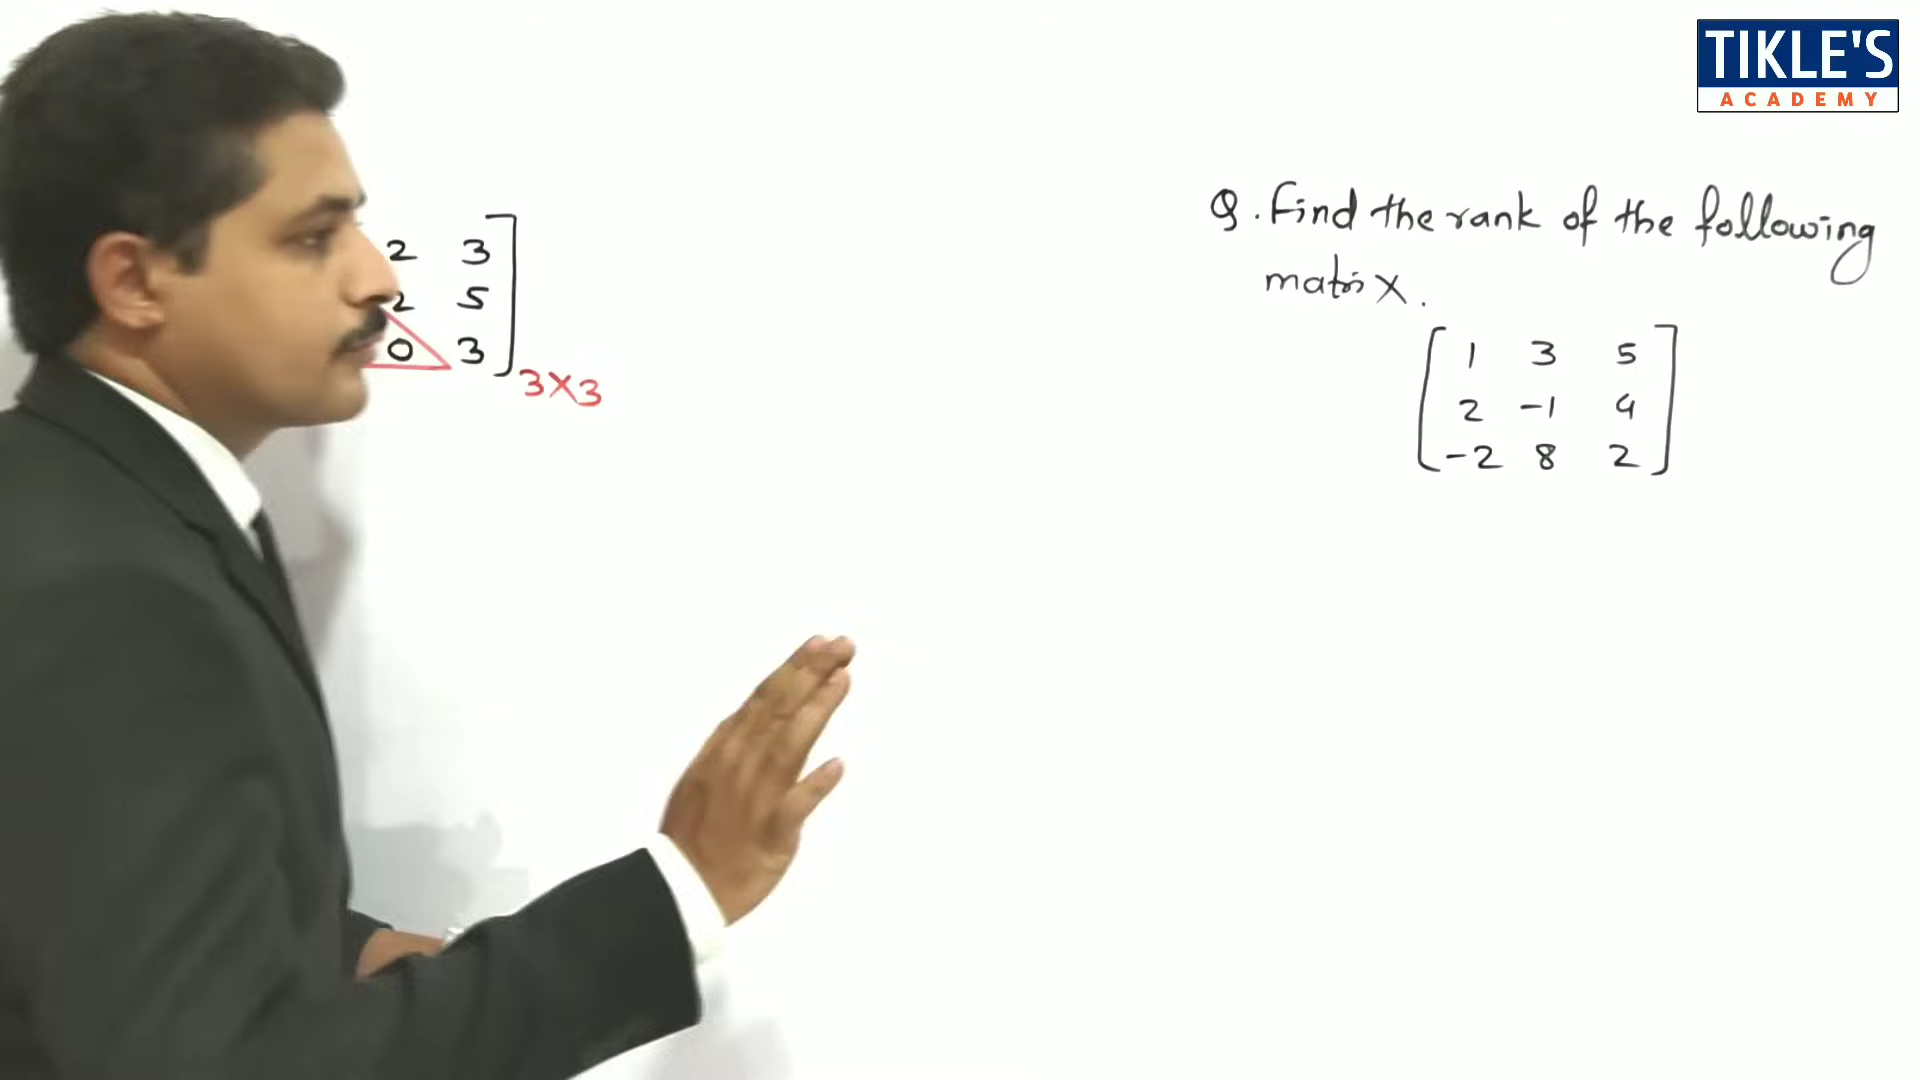 TIKLE'S
ACADEMY
2 3
2 5
0 3
3×3
Q. Find the rank of the following
matrix.
1 3 5
2 -1 4
-2 8 2